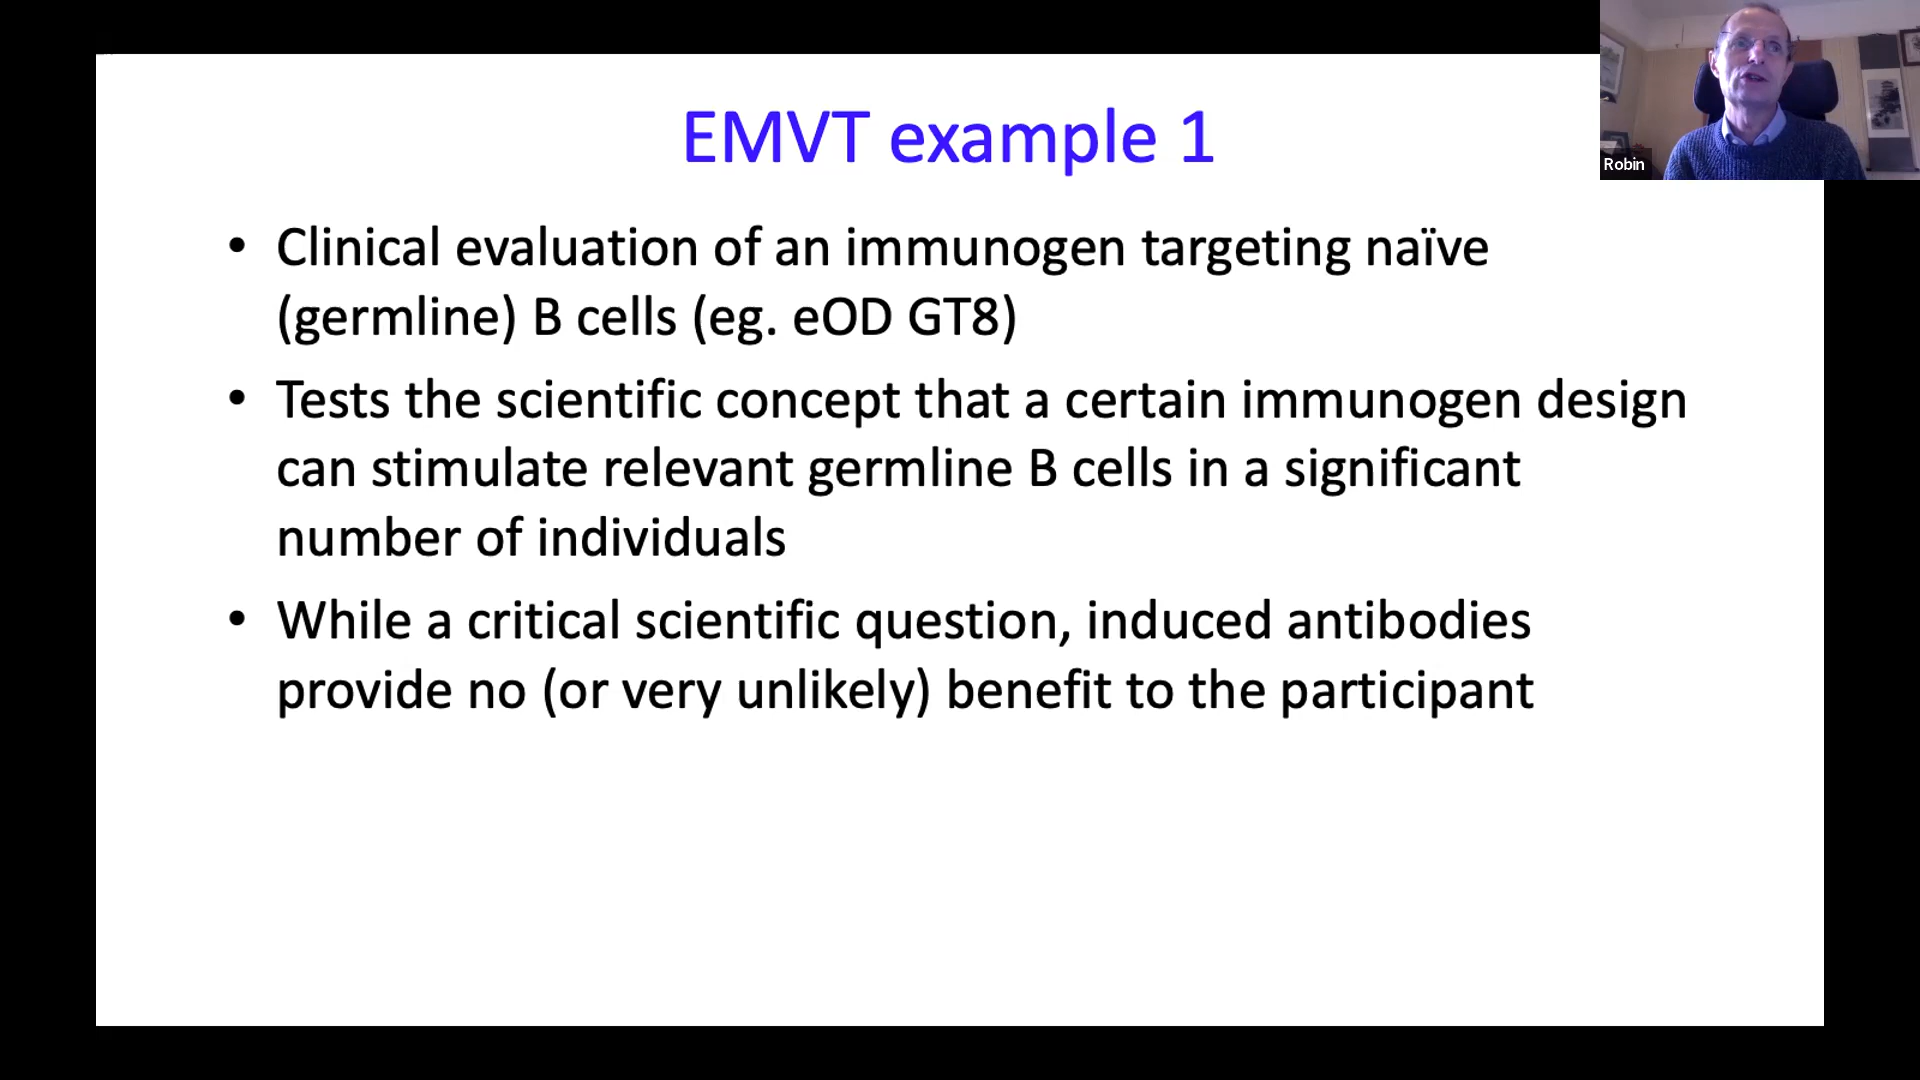 EMVT example 1
Robin
• Clinical evaluation of an immunogen targeting naïve
(germline) B cells (eg. eOD GT8)
• Tests the scientific concept that a certain immunogen design
can stimulate relevant germline B cells in a significant
number of individuals
• While a critical scientific question, induced antibodies
provide no (or very unlikely) benefit to the participant